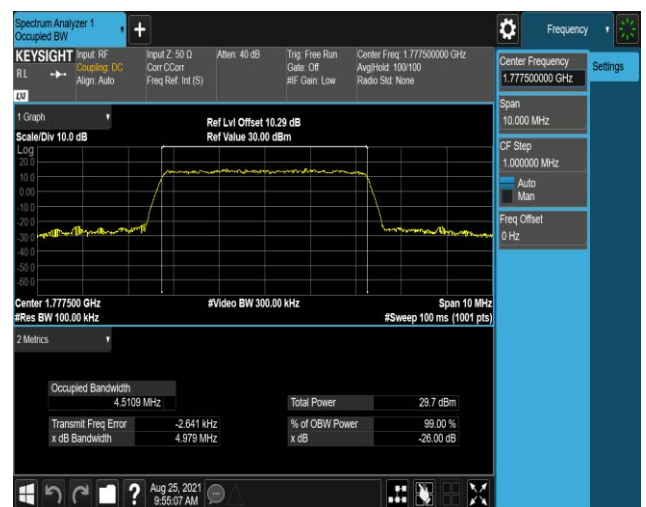 Spectrum Analyzer 1
Occupied BW
+
Frequency
KEYSIGHT
RL
LXI
Input: RF
Coupling: DC
Align: Auto
Input Z: 50 Ω
Corr CCorr
Freq Ref: Int (S)
Atten: 40 dB
Trig: Free Run
Gate: Off
#IF Gain: Low
Center Freq: 1.777500000 GHz
Avg|Hold: 100/100
Radio Std: None
Center Frequency
1.777500000 GHz
Settings
Span
10.000 MHz
CF Step
1.000000 MHz
Auto
Man
Freq Offset
0 Hz
1 Graph
Scale/Div 10.0 dB
Ref Lvl Offset 10.29 dB
Ref Value 30.00 dBm
Log
20.0
10.0
0.00
-10.0
-20.0
-30.0
-40.0
-50.0
-60.0
Center 1.777500 GHz
#Video BW 300.00 kHz
Span 10 MHz
#Res BW 100.00 kHz
#Sweep 100 ms (1001 pts)
2 Metrics
Occupied Bandwidth
4.5109 MHz
Total Power 29.7 dBm
Transmit Freq Error -2.641 kHz
% of OBW Power 99.00 %
x dB Bandwidth 4.979 MHz
x dB -26.00 dB
?
Aug 25, 2021
9:55:07 AM